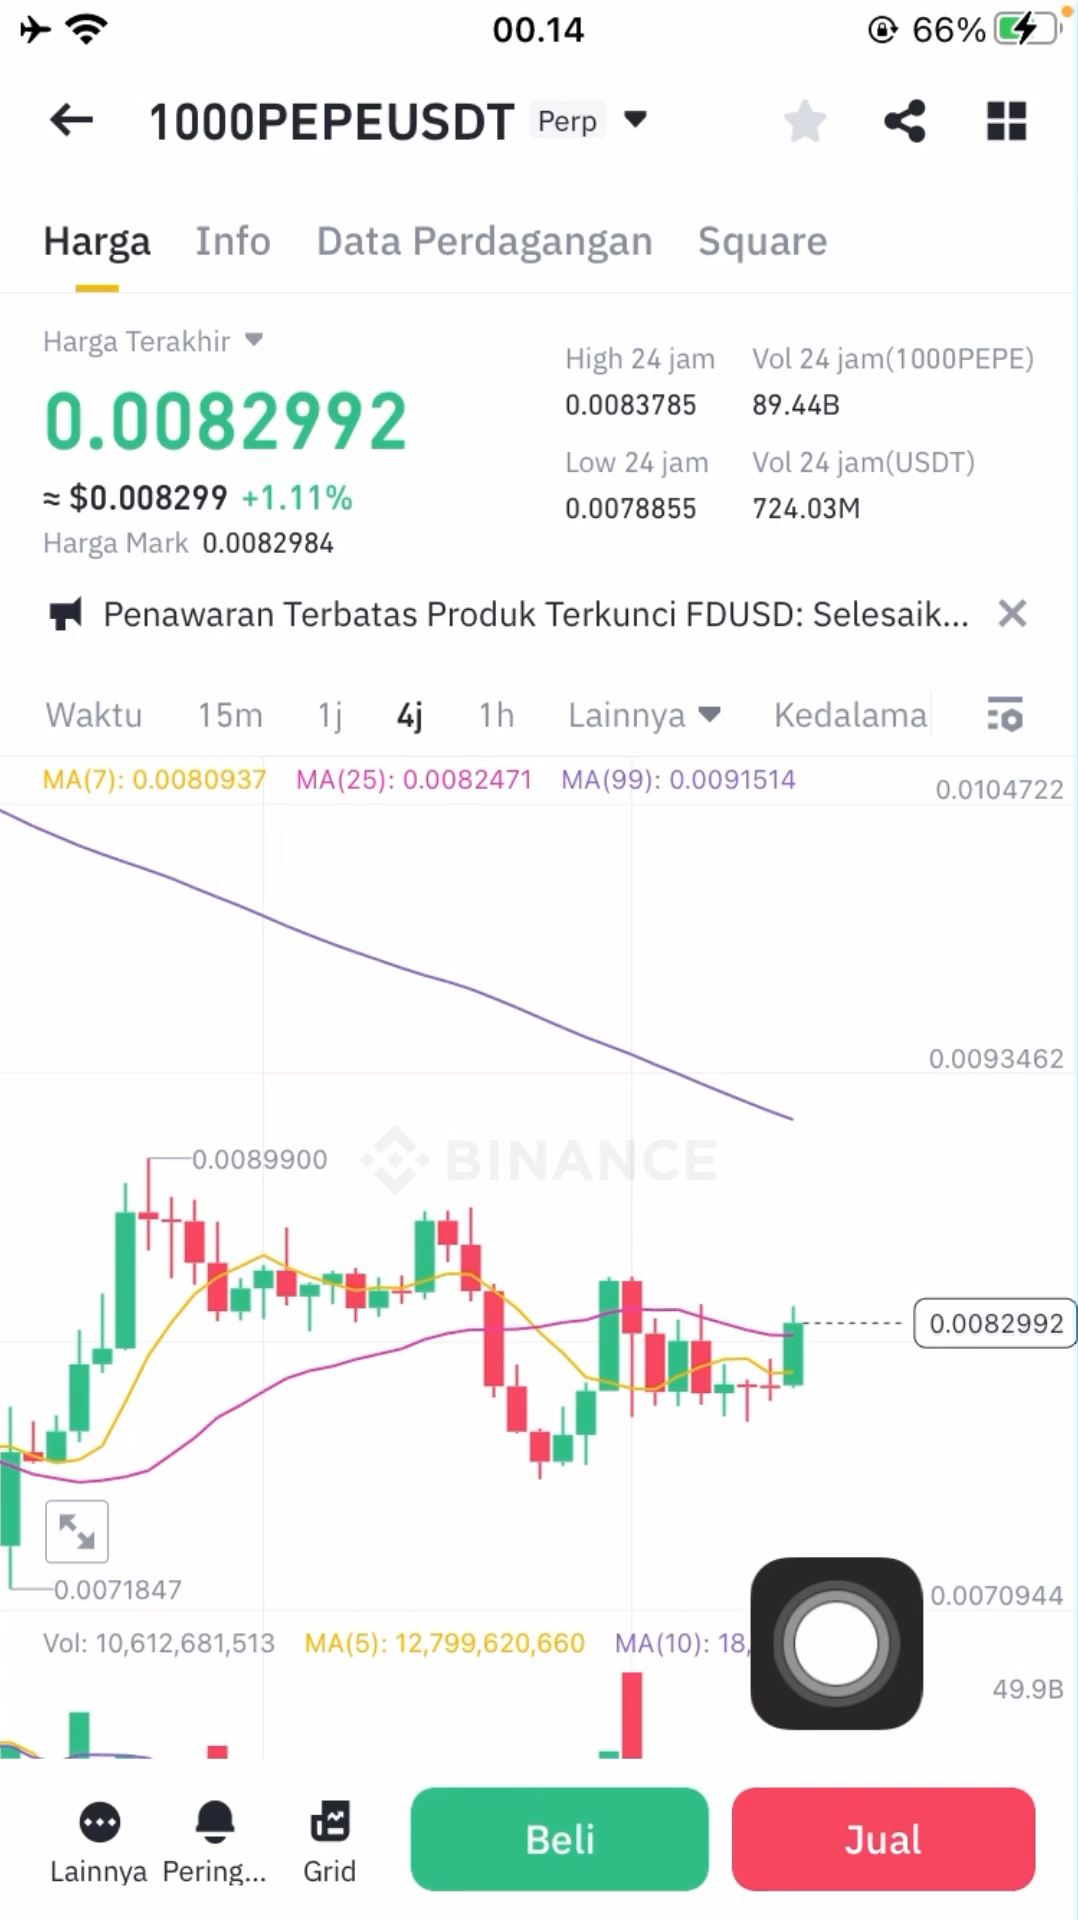 00.14
66%
1000PEPEUSDT Perp
Harga Info Data Perdagangan Square
Harga Terakhir
0.0082992
≈ $0.008299 +1.11%
Harga Mark 0.0082984
High 24 jam Vol 24 jam(1000PEPE)
0.0083785 89.44B
Low 24 jam Vol 24 jam(USDT)
0.0078855 724.03M
Penawaran Terbatas Produk Terkunci FDUSD: Selesaik...
Waktu 15m 1j 4j 1h Lainnya Kedalama
MA(7): 0.0080937 MA(25): 0.0082471 MA(99): 0.0091514
0.0104722
0.0093462
0.0089900
BINANCE
0.0082992
0.0071847
0.0070944
Vol: 10,612,681,513 MA(5): 12,799,620,660 MA(10): 18,
49.9B
Lainnya Pering... Grid Beli Jual